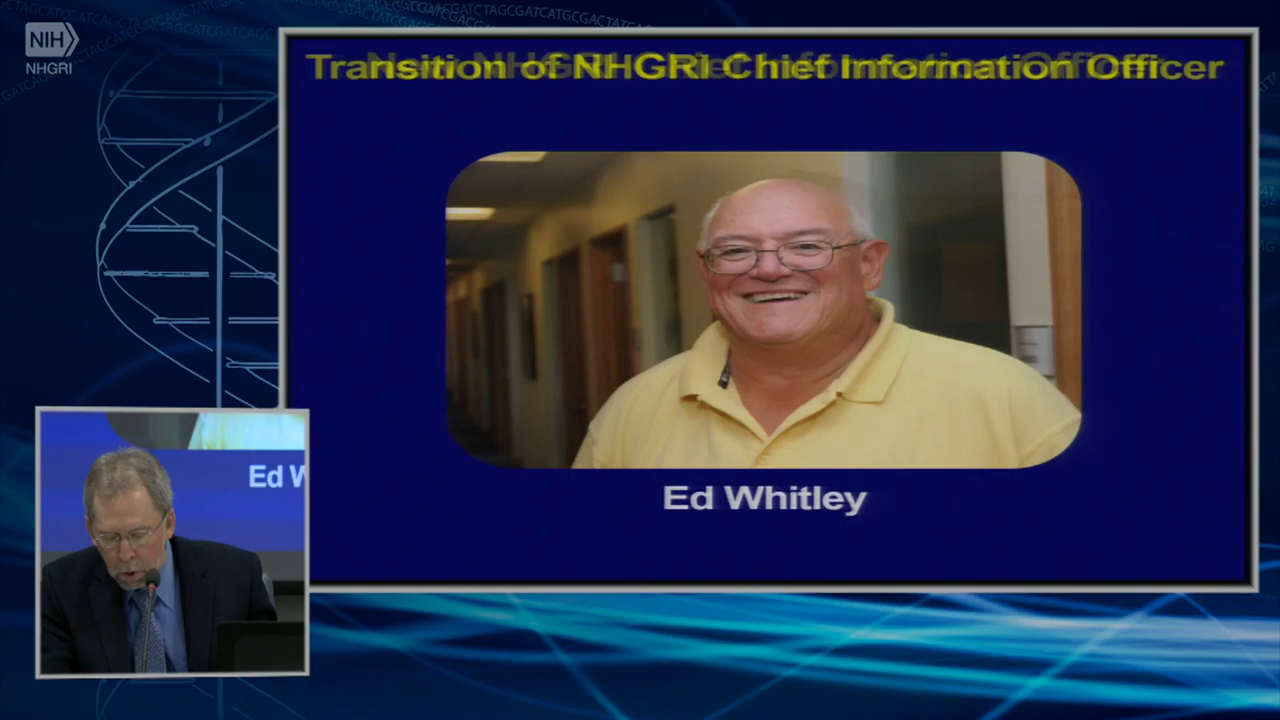 NIH
NHGRI
Transition of NHGRI Chief Information Officer
Ed Whitley
Ed W